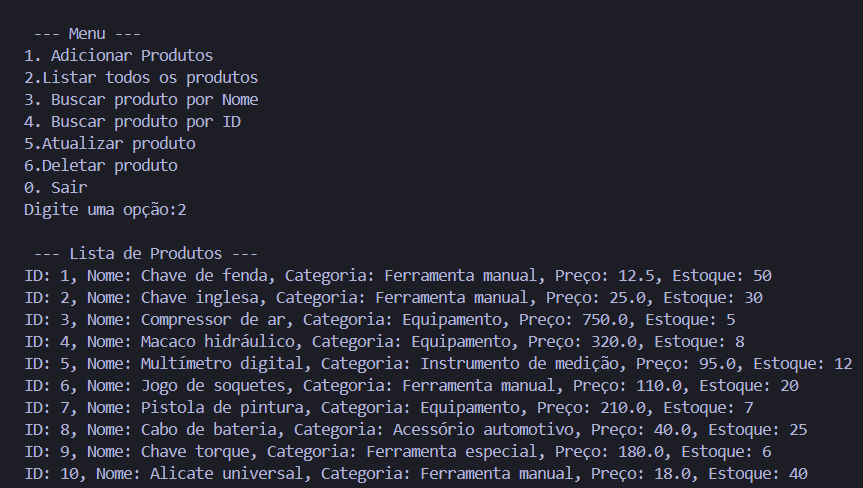 --- Menu ---
1. Adicionar Produtos
2.Listar todos os produtos
3. Buscar produto por Nome
4. Buscar produto por ID
5.Atualizar produto
6.Deletar produto
0. Sair
Digite uma opção:2
--- Lista de Produtos ---
ID: 1, Nome: Chave de fenda, Categoria: Ferramenta manual, Preço: 12.5, Estoque: 50
ID: 2, Nome: Chave inglesa, Categoria: Ferramenta manual, Preço: 25.0, Estoque: 30
ID: 3, Nome: Compressor de ar, Categoria: Equipamento, Preço: 750.0, Estoque: 5
ID: 4, Nome: Macaco hidráulico, Categoria: Equipamento, Preço: 320.0, Estoque: 8
ID: 5, Nome: Multímetro digital, Categoria: Instrumento de medição, Preço: 95.0, Estoque: 12
ID: 6, Nome: Jogo de soquetes, Categoria: Ferramenta manual, Preço: 110.0, Estoque: 20
ID: 7, Nome: Pistola de pintura, Categoria: Equipamento, Preço: 210.0, Estoque: 7
ID: 8, Nome: Cabo de bateria, Categoria: Acessório automotivo, Preço: 40.0, Estoque: 25
ID: 9, Nome: Chave torque, Categoria: Ferramenta especial, Preço: 180.0, Estoque: 6
ID: 10, Nome: Alicate universal, Categoria: Ferramenta manual, Preço: 18.0, Estoque: 40